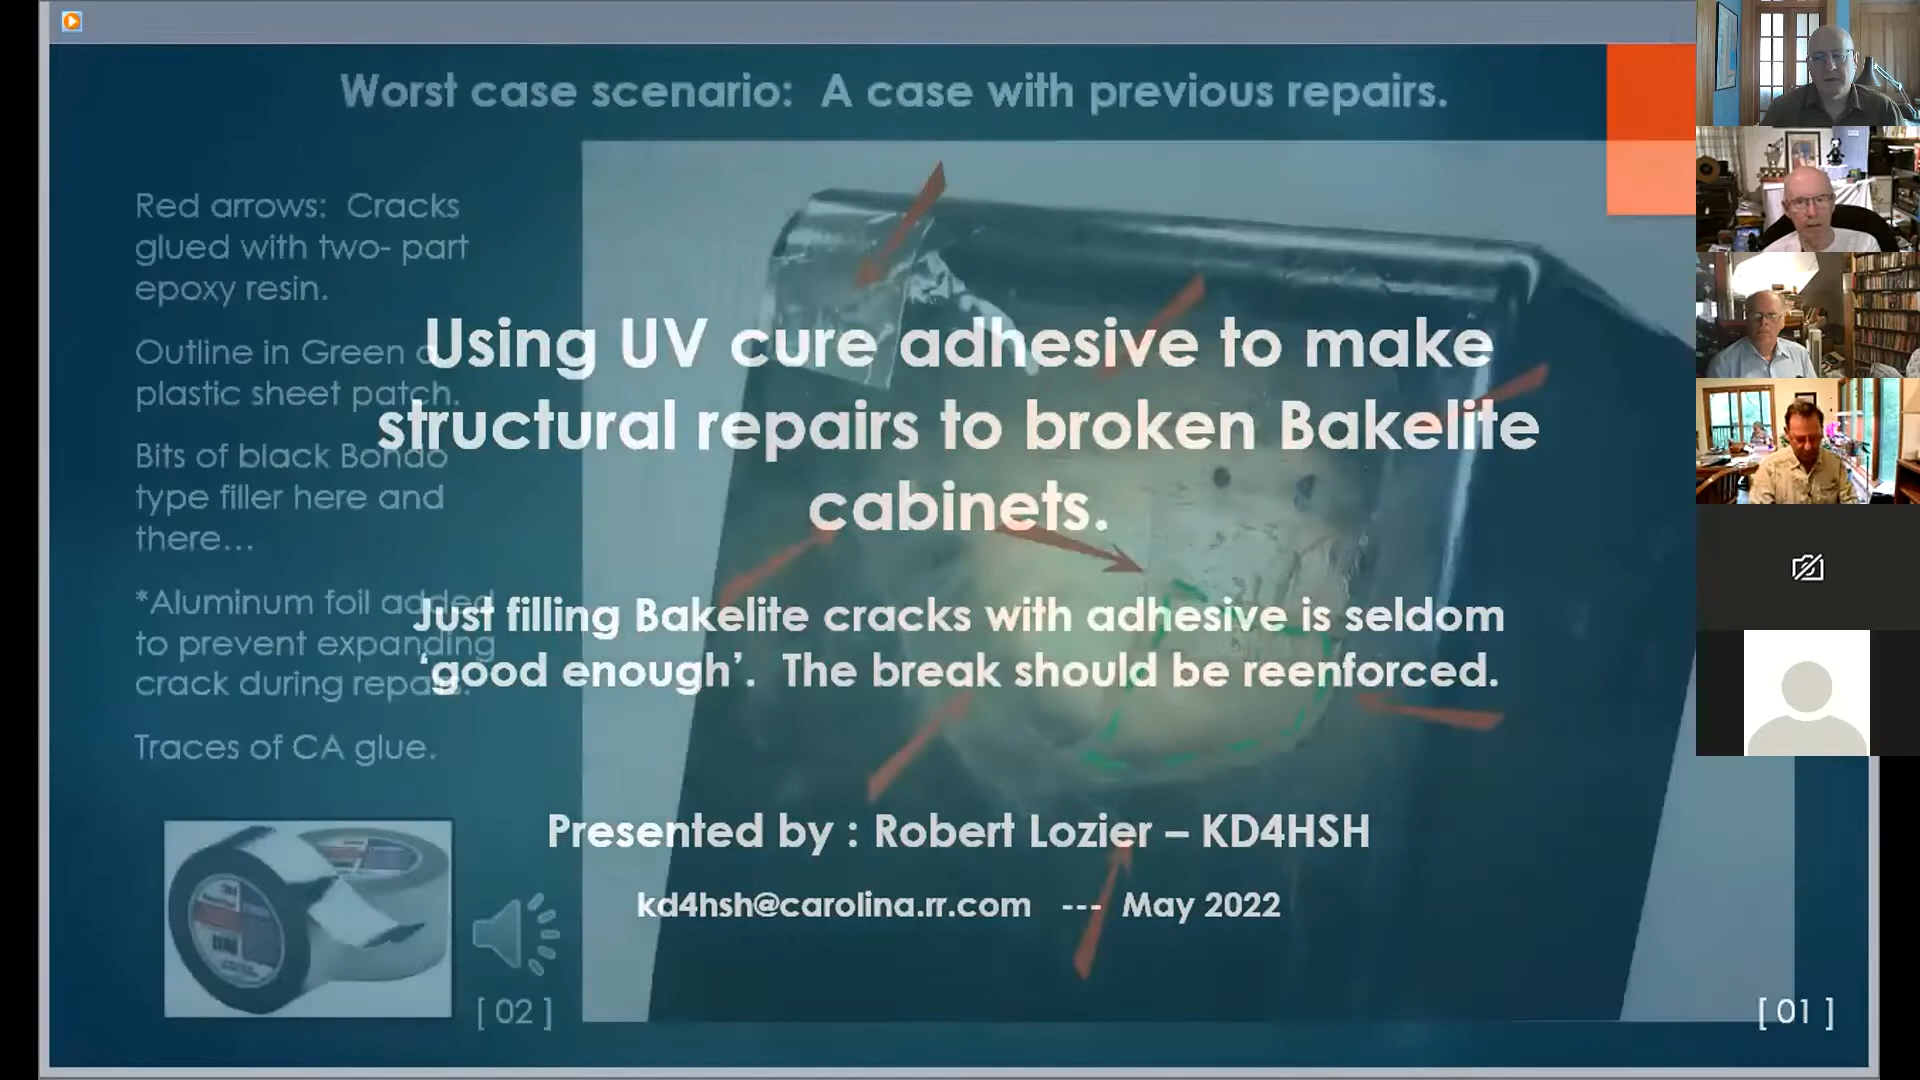 Worst case scenario: A case with previous repairs.
Red arrows: Cracks
glued with two- part
epoxy resin.
Outline in Green
plastic sheet patch.
Bits of black Bondo
type filler here and
there...
*Aluminum foil added
to prevent expanding
crack during repair.
Traces of CA glue.
[ 02 ]
Using UV cure adhesive to make
structural repairs to broken Bakelite
cabinets.
Just filling Bakelite cracks with adhesive is seldom
‘good enough’. The break should be reenforced.
Presented by : Robert Lozier – KD4HSH
kd4hsh@carolina.rr.com --- May 2022
[ 01 ]